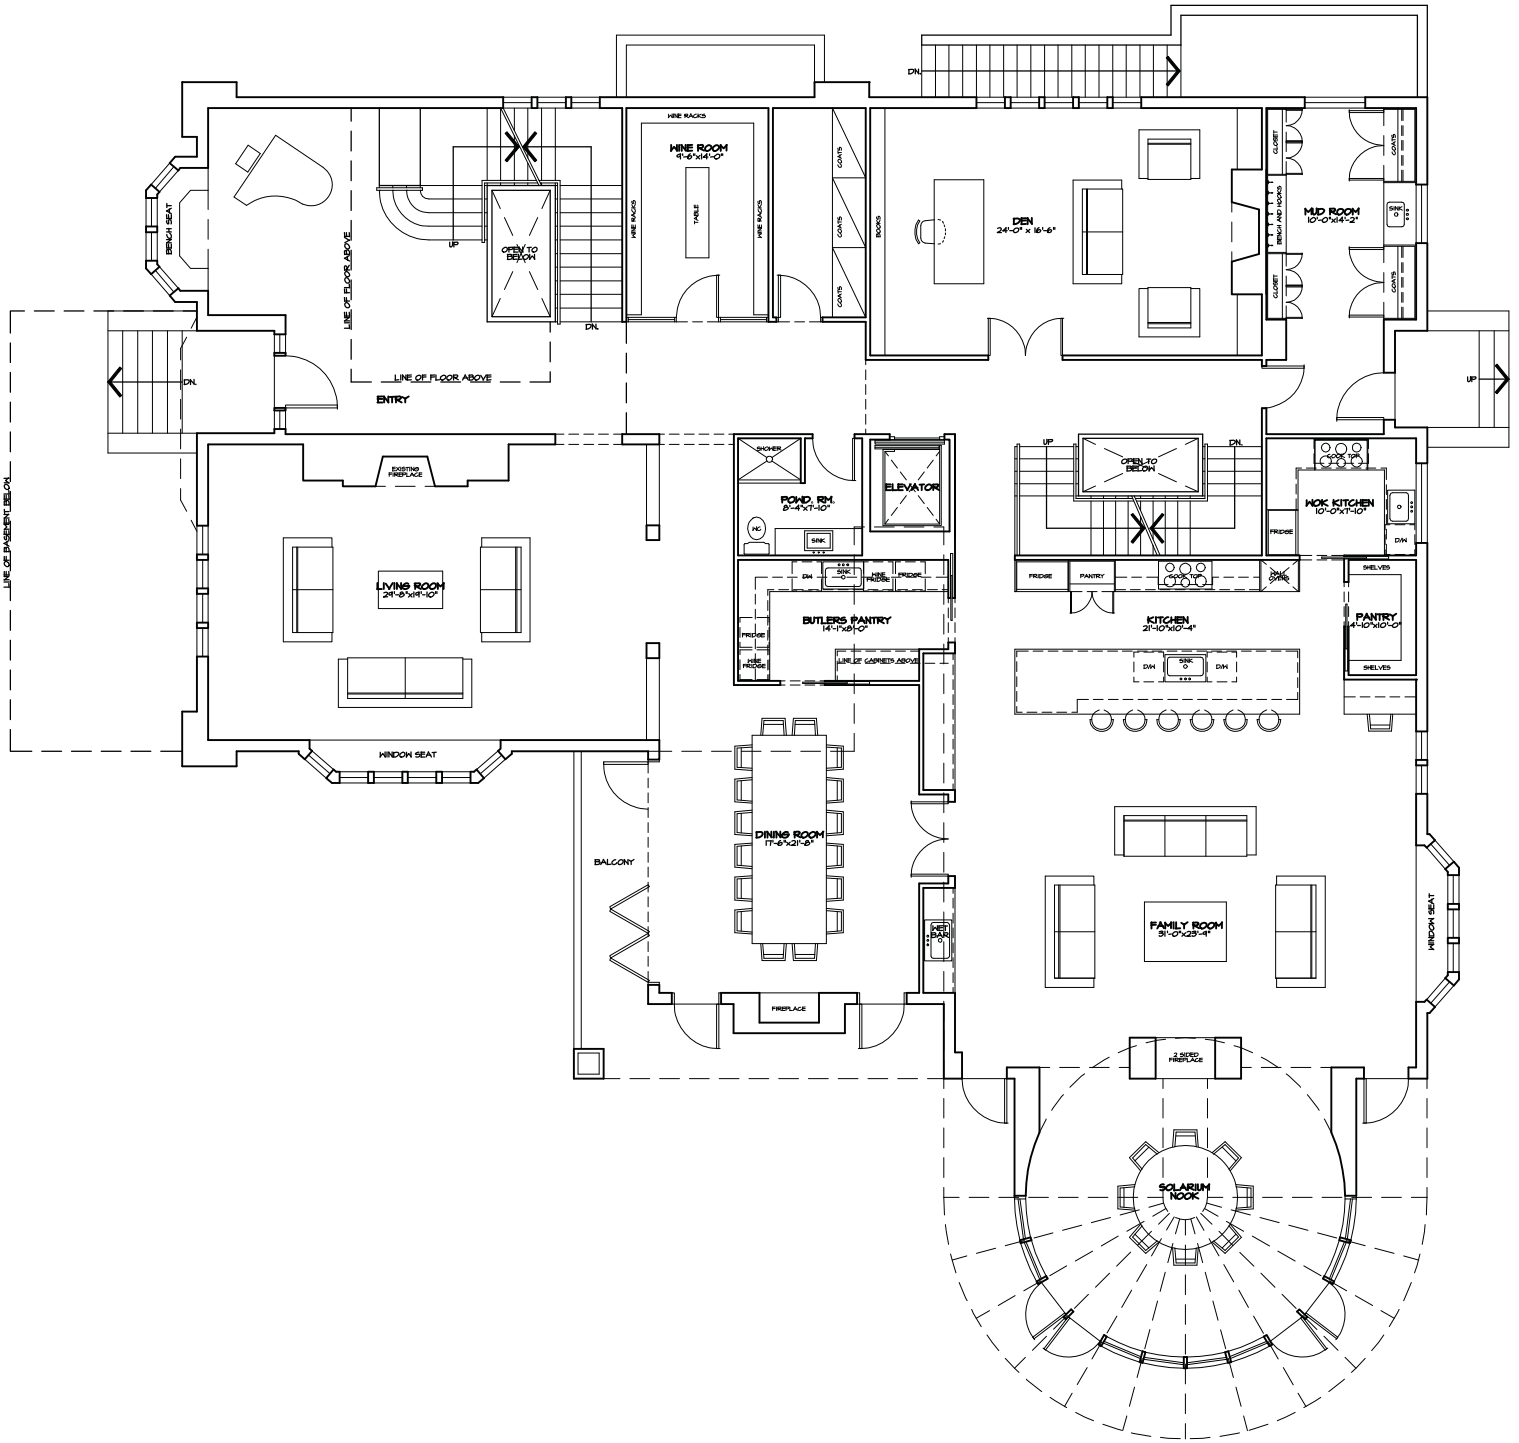 DN.
WINE RACKS
WINE ROOM
9'-6"x14'-0"
WINE RACKS
TABLE
WINE RACKS
COATS
COATS
COATS
BENCH SEAT
LINE OF FLOOR ABOVE
UP
OPEN TO
BELOW
DN.
LINE OF FLOOR ABOVE
ENTRY
DN.
BOOKS
DEN
24'-0" x 16'-6"
CLOSET
COATS
BENCH AND HOOKS
MUD ROOM
10'-0"x14'-2"
SINK
CLOSET
COATS
UP
LINE OF BASEMENT BELOW
EXISTING
FIREPLACE
SHOWER
POWD. RM.
8'-4"x7'-10"
WC
SINK
ELEVATOR
UP
DN.
OPEN TO
BELOW
COOK TOP
WOK KITCHEN
10'-0"x7'-10"
FRIDGE
D/W
LIVING ROOM
29'-8"x19'-10"
DW
SINK
WINE
FRIDGE
FRIDGE
BUTLERS PANTRY
14'-1"x8'-0"
FRIDGE
WINE
FRIDGE
LINE OF CABINETS ABOVE
FRIDGE
PANTRY
COOK TOP
WALL
OVENS
KITCHEN
21'-10"x10'-4"
SHELVES
PANTRY
4'-10"x10'-0"
SHELVES
D/W
SINK
D/W
WINDOW SEAT
BALCONY
DINING ROOM
17'-6"x21'-8"
WET
BAR
FAMILY ROOM
31'-0"x23'-9"
WINDOW SEAT
FIREPLACE
2 SIDED
FIREPLACE
SOLARIUM
NOOK